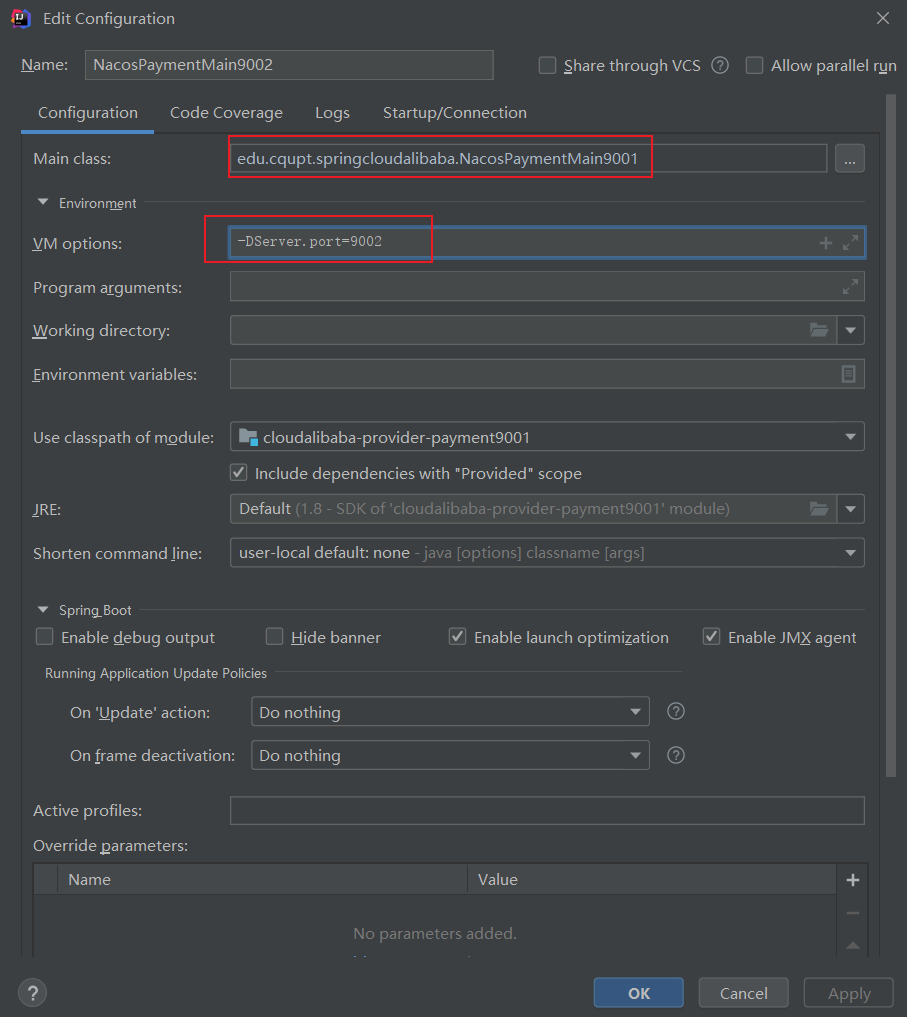 Edit Configuration
Name: NacosPaymentMain9002 Share through VCS ? Allow parallel run
Configuration Code Coverage Logs Startup/Connection
Main class: edu.cqupt.springcloudalibaba.NacosPaymentMain9001 ...
Environment
VM options: -DServer.port=9002
Program arguments:
Working directory:
Environment variables:
Use classpath of module: cloudalibaba-provider-payment9001
Include dependencies with "Provided" scope
JRE: Default (1.8 - SDK of 'cloudalibaba-provider-payment9001' module)
Shorten command line: user-local default: none - java [options] classname [args]
Spring Boot
Enable debug output Hide banner Enable launch optimization Enable JMX agent
Running Application Update Policies
On 'Update' action: Do nothing ?
On frame deactivation: Do nothing ?
Active profiles:
Override parameters:
Name Value
No parameters added.
? OK Cancel Apply